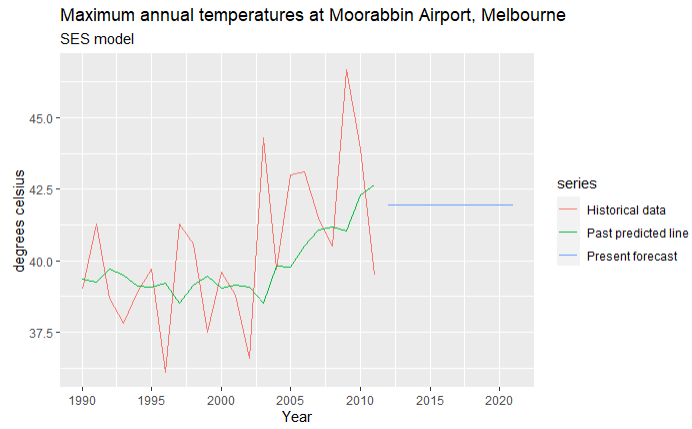 Maximum annual temperatures at Moorabbin Airport, Melbourne
SES model
degrees celsius
45.0
42.5
40.0
37.5
1990 1995 2000 2005 2010 2015 2020
Year
series
Historical data
Past predicted line
Present forecast